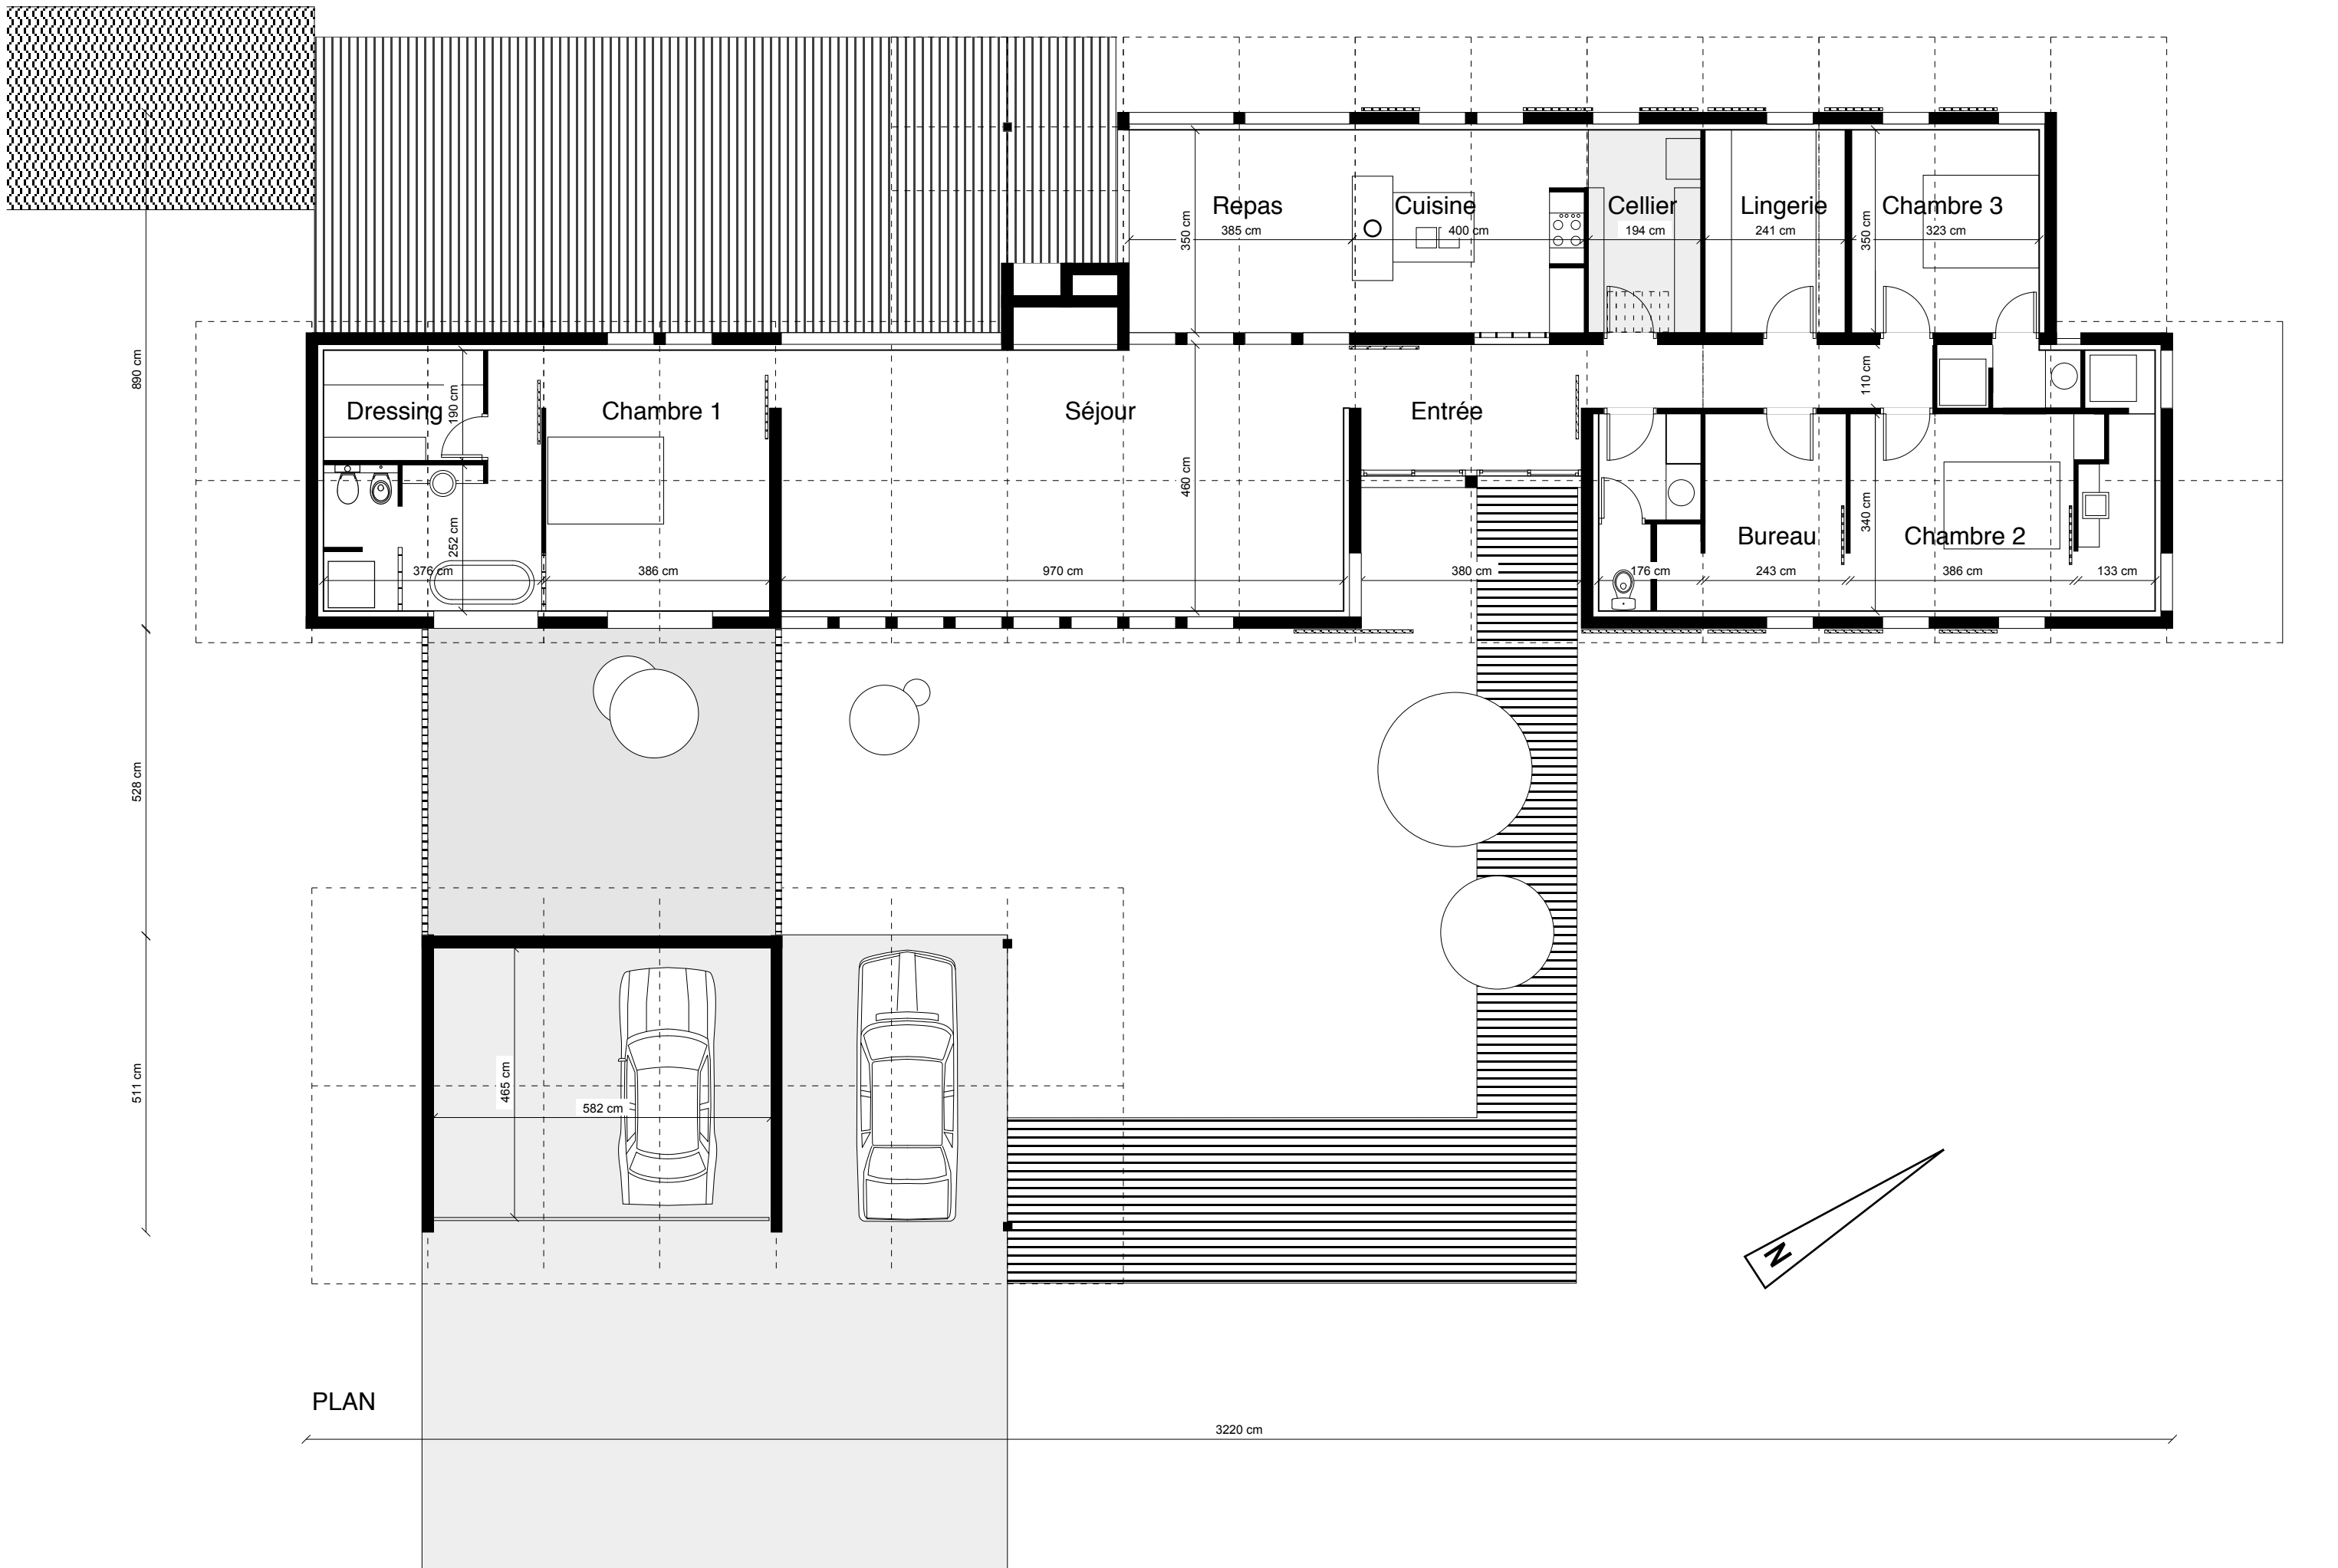 Repas
Cuisine
Cellier
Lingerie
Chambre 3
385 cm
400 cm
194 cm
241 cm
323 cm
350 cm
350 cm
890 cm
Dressing
190 cm
Chambre 1
Séjour
Entrée
110 cm
460 cm
252 cm
340 cm
Bureau
Chambre 2
376 cm
386 cm
970 cm
380 cm
176 cm
243 cm
386 cm
133 cm
528 cm
511 cm
465 cm
582 cm
N
PLAN
3220 cm